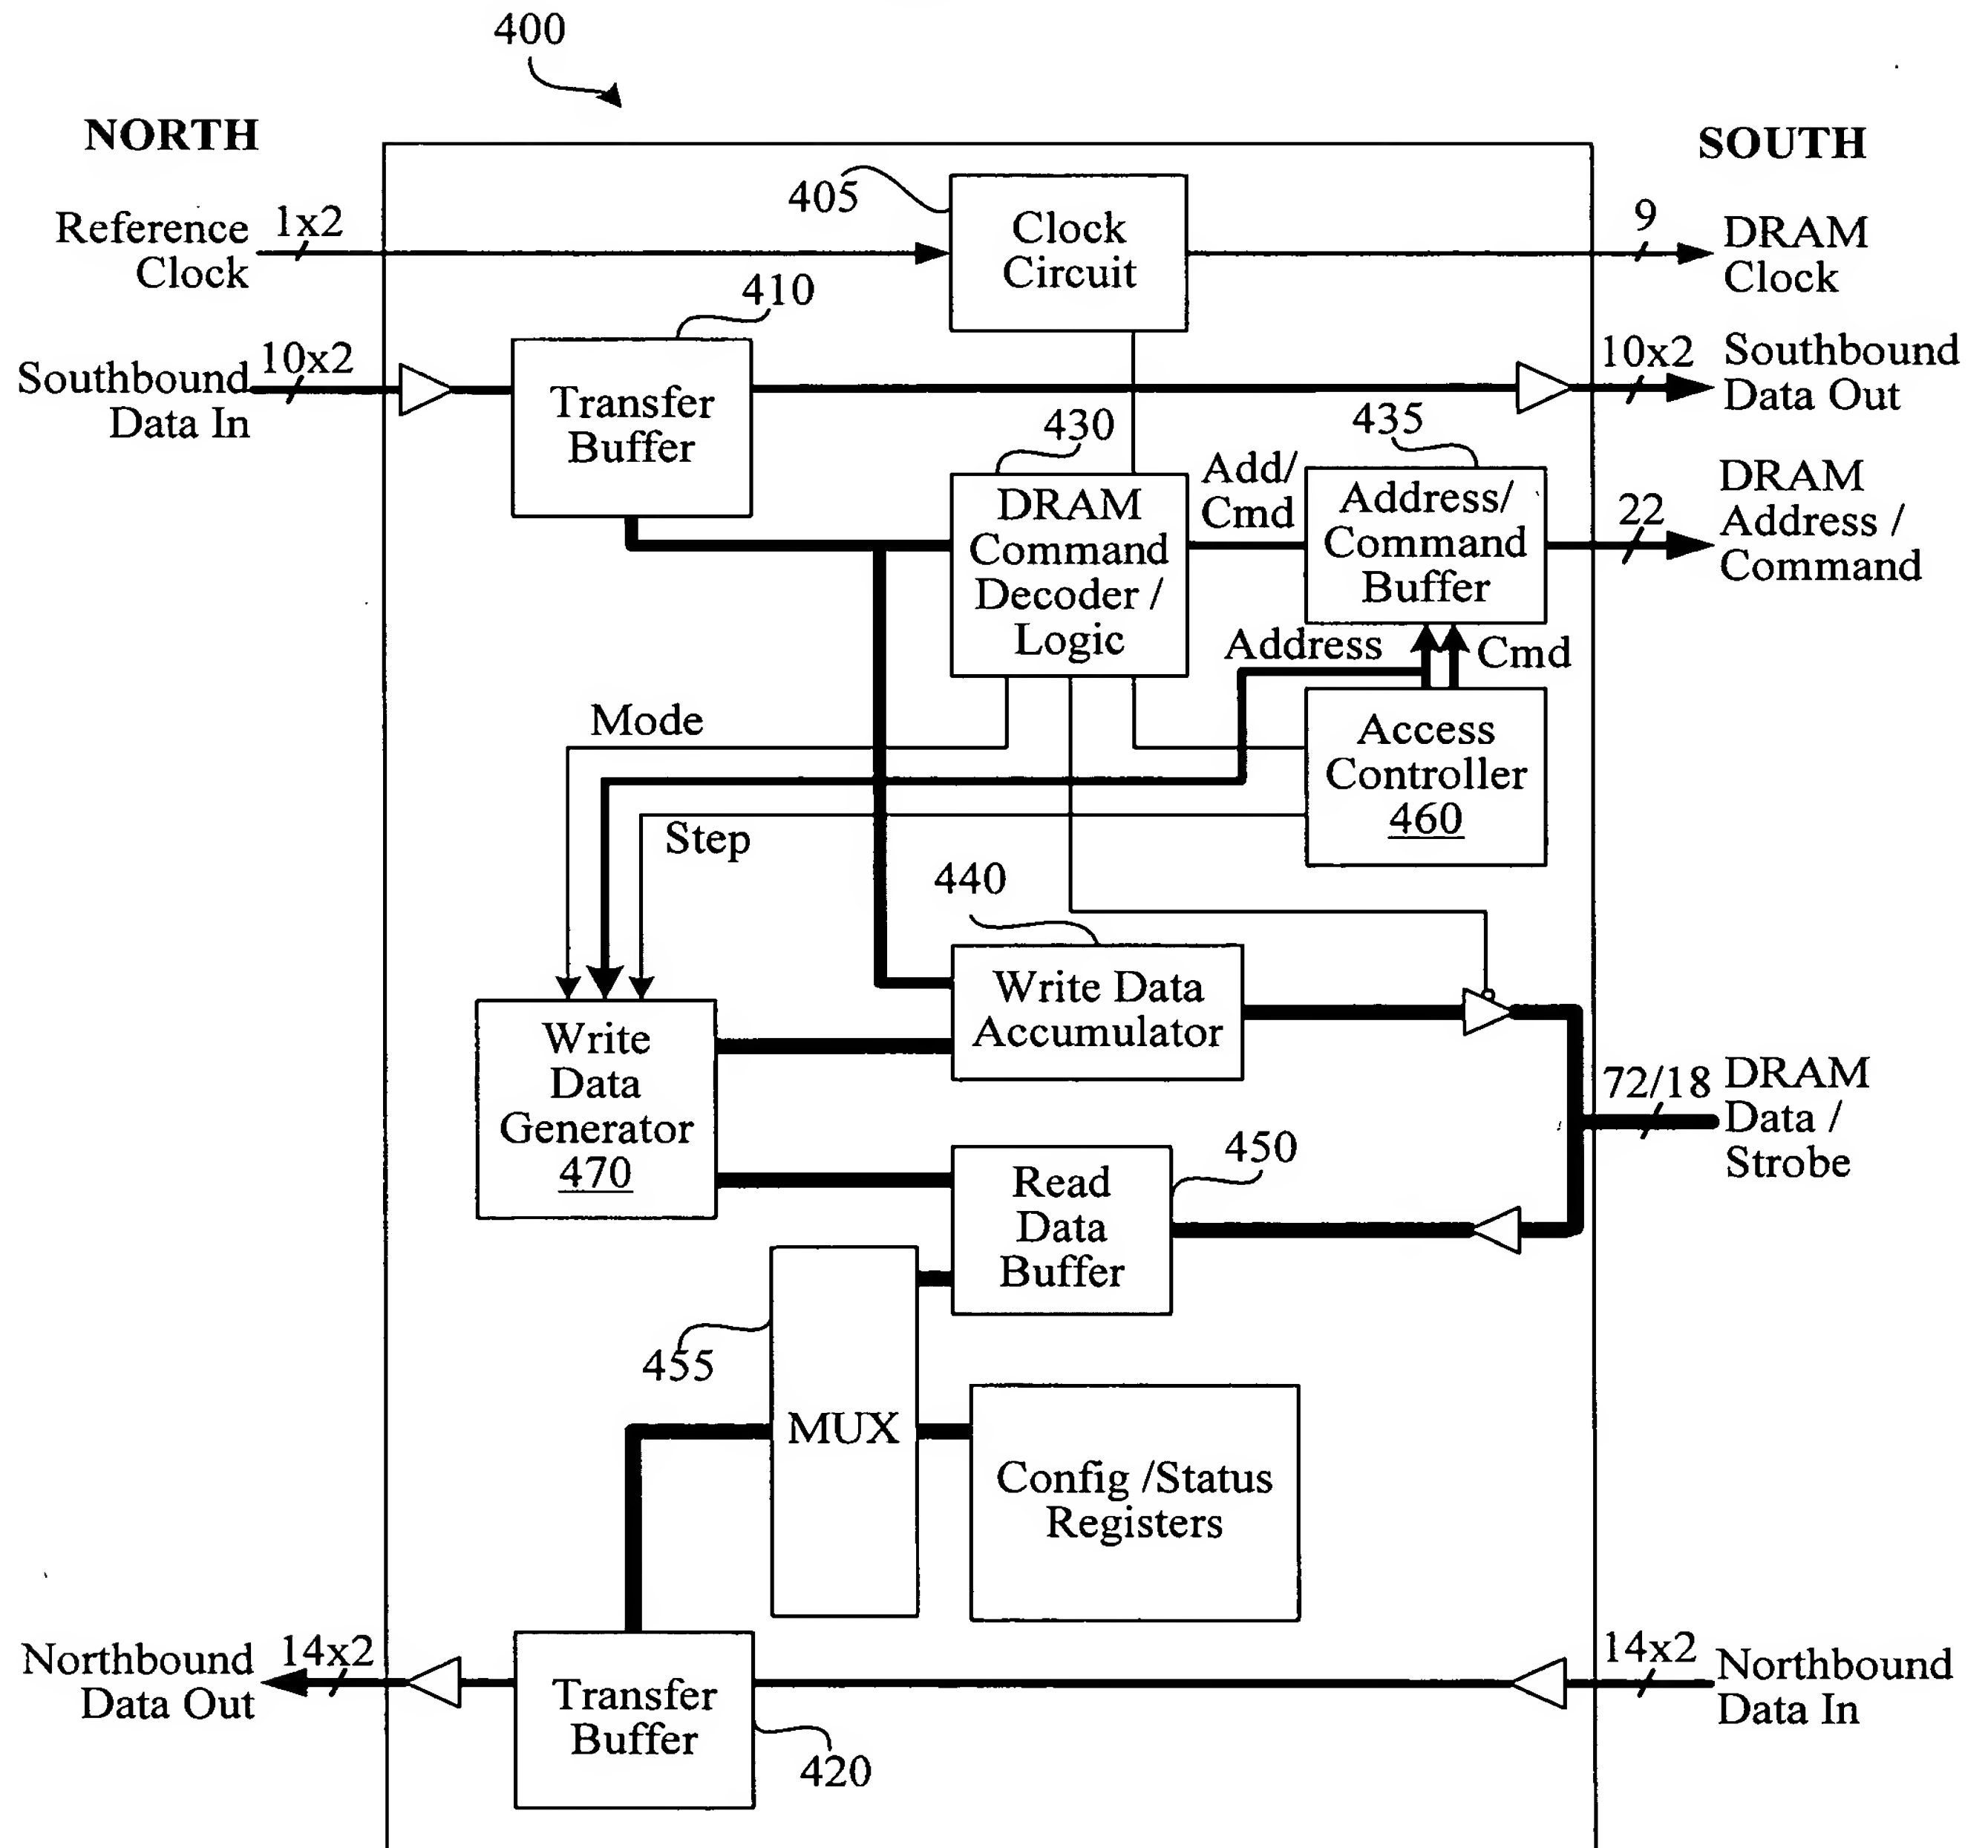 400
NORTH
SOUTH
405
Clock
Circuit
Reference
Clock
1x2
9
DRAM
Clock
410
Southbound
Data In
10x2
Transfer
Buffer
10x2
Southbound
Data Out
430
435
DRAM
Command
Decoder /
Logic
Add/
Cmd
Address/
Command
Buffer
22
DRAM
Address /
Command
Address
Cmd
Mode
Access
Controller
460
Step
440
Write Data
Accumulator
Write
Data
Generator
470
72/18
DRAM
Data /
Strobe
450
Read
Data
Buffer
455
MUX
Config /Status
Registers
Northbound
Data Out
14x2
Transfer
Buffer
420
14x2
Northbound
Data In